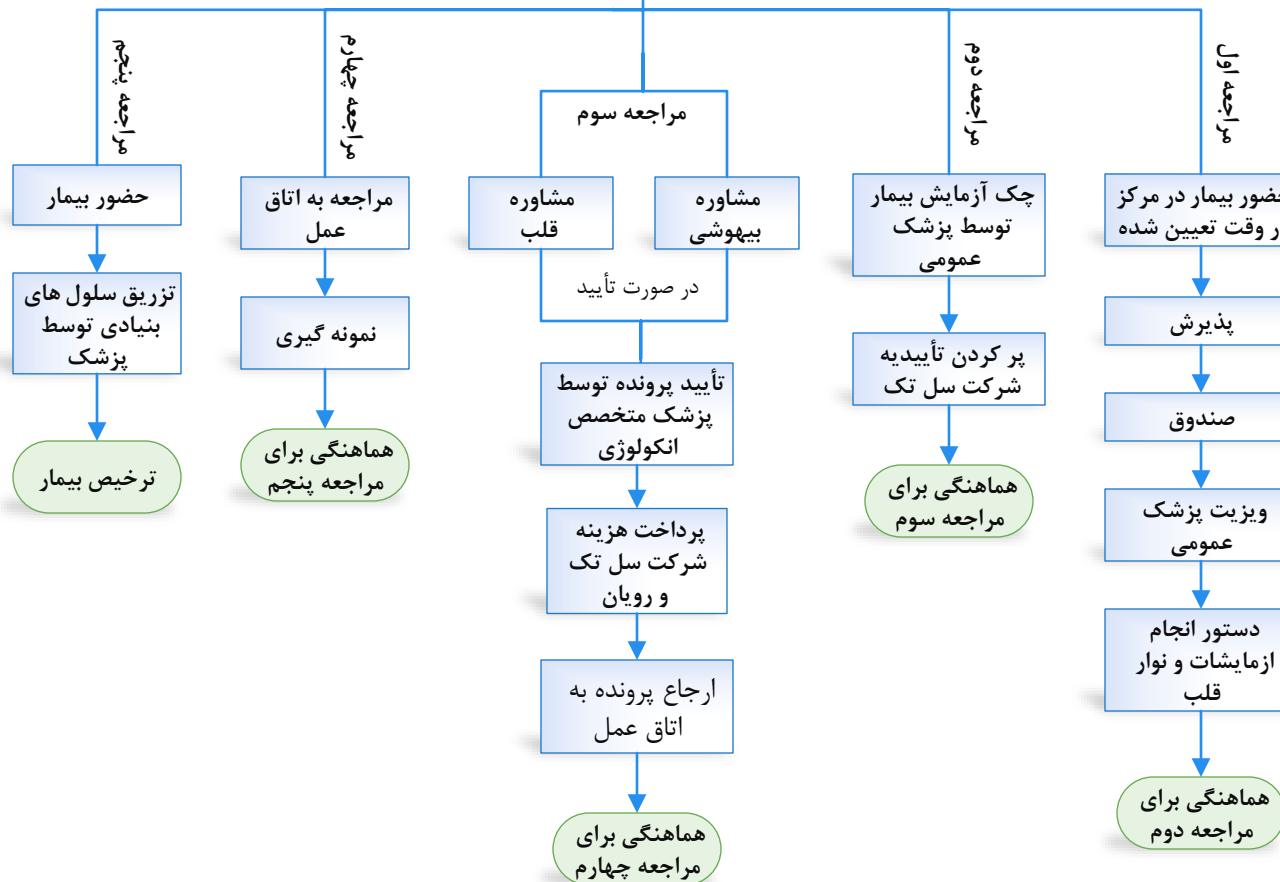 مراجعه اول
حضور بیمار در مرکز
ر وقت تعیین شده
پذیرش
صندوق
ویزیت پزشک
عمومی
دستور انجام
ازمایشات و نوار
قلب
هماهنگی برای
مراجعه دوم
مراجعه دوم
چک آزمایش بیمار
توسط پزشک
عمومی
پر کردن تأییدیه
شرکت سل تک
هماهنگی برای
مراجعه سوم
مراجعه سوم
مشاوره
بیهوشی
مشاوره
قلب
در صورت تأیید
تأیید پرونده توسط
پزشک متخصص
انکولوژی
پرداخت هزینه
شرکت سل تک
و رویان
ارجاع پرونده به
اتاق عمل
هماهنگی برای
مراجعه چهارم
مراجعه چهارم
مراجعه به اتاق
عمل
نمونه گیری
هماهنگی برای
مراجعه پنجم
مراجعه پنجم
حضور بیمار
تزریق سلول های
بنیادی توسط
پزشک
ترخیص بیمار